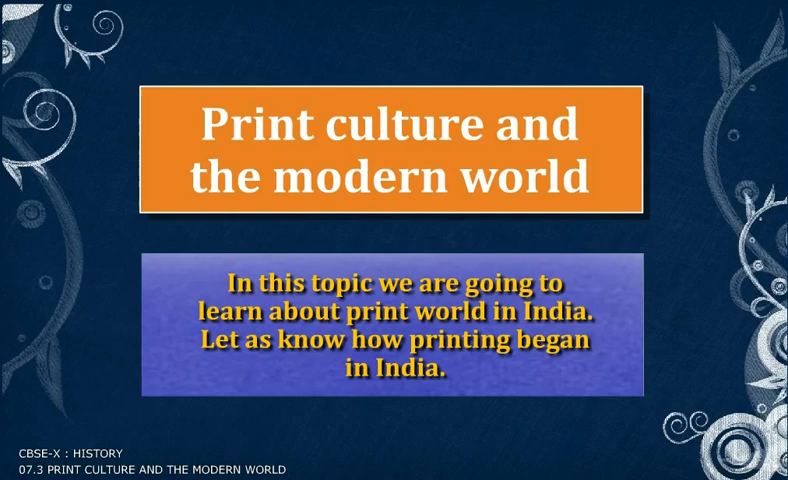 Print culture and
the modern world
In this topic we are going to
learn about print world in India.
Let as know how printing began
in India.
CBSE-X : HISTORY
07.3 PRINT CULTURE AND THE MODERN WORLD